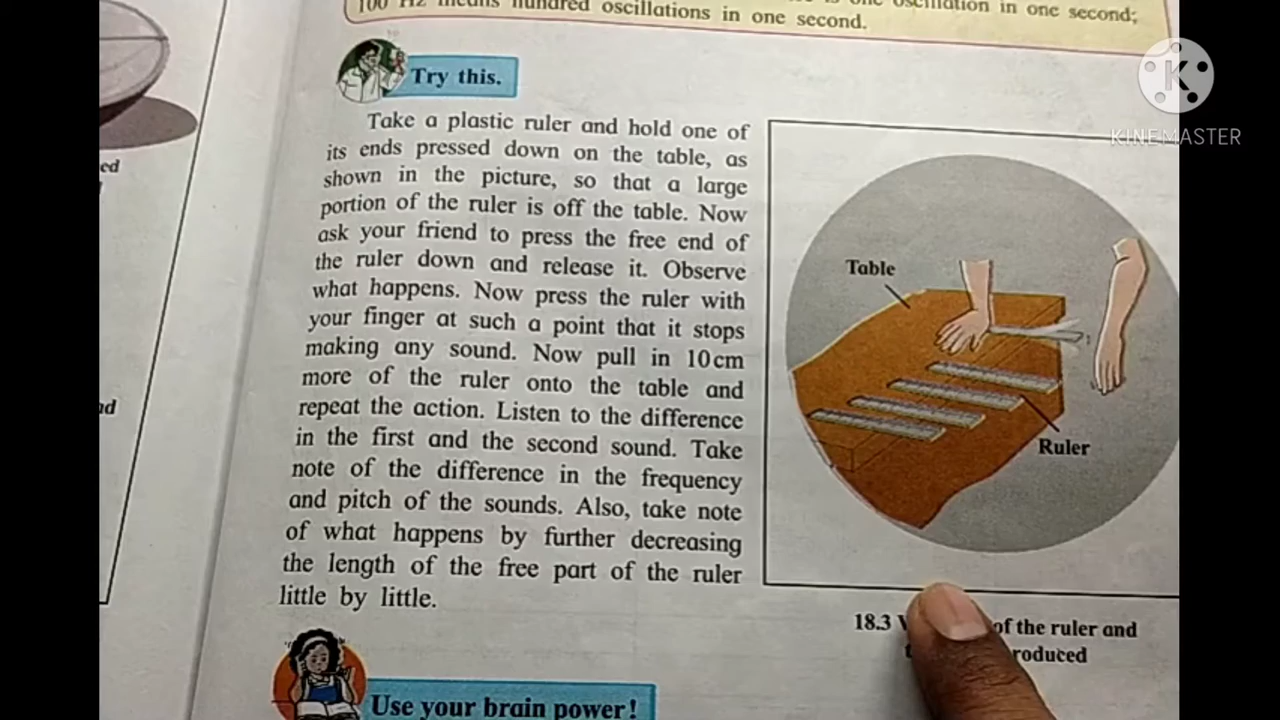 100 Hz means hundred oscillations in one second.
oscillation in one second;
Try this.
Take a plastic ruler and hold one of
its ends pressed down on the table, as
shown in the picture, so that a large
portion of the ruler is off the table. Now
ask your friend to press the free end of
the ruler down and release it. Observe
what happens. Now press the ruler with
your finger at such a point that it stops
making any sound. Now pull in 10cm
more of the ruler onto the table and
repeat the action. Listen to the difference
in the first and the second sound. Take
note of the difference in the frequency
and pitch of the sounds. Also, take note
of what happens by further decreasing
the length of the free part of the ruler
little by little.
Table
Ruler
18.3
of the ruler and
roduced
Use your brain power!
ed
K
KINEMASTER